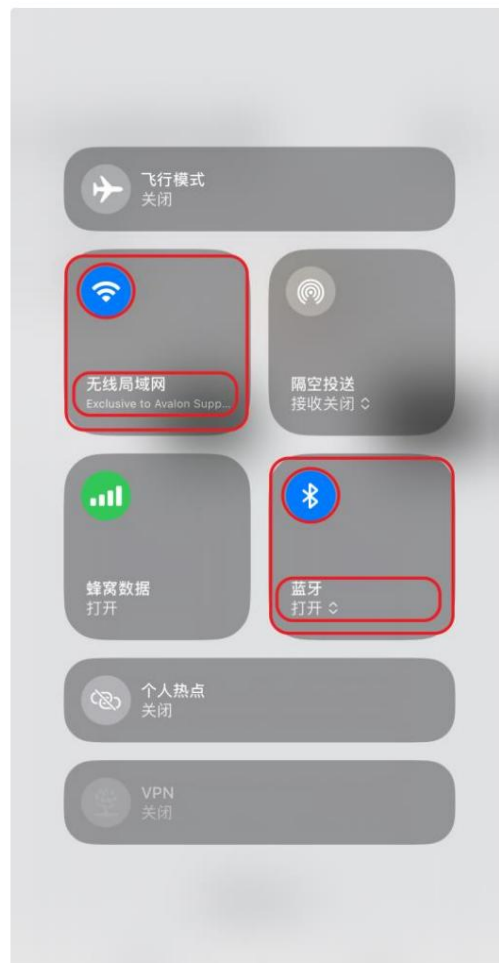 飞行模式
关闭
无线局域网
Exclusive to Avalon Supp...
隔空投送
接收关闭
蜂窝数据
打开
蓝牙
打开
个人热点
关闭
VPN
关闭